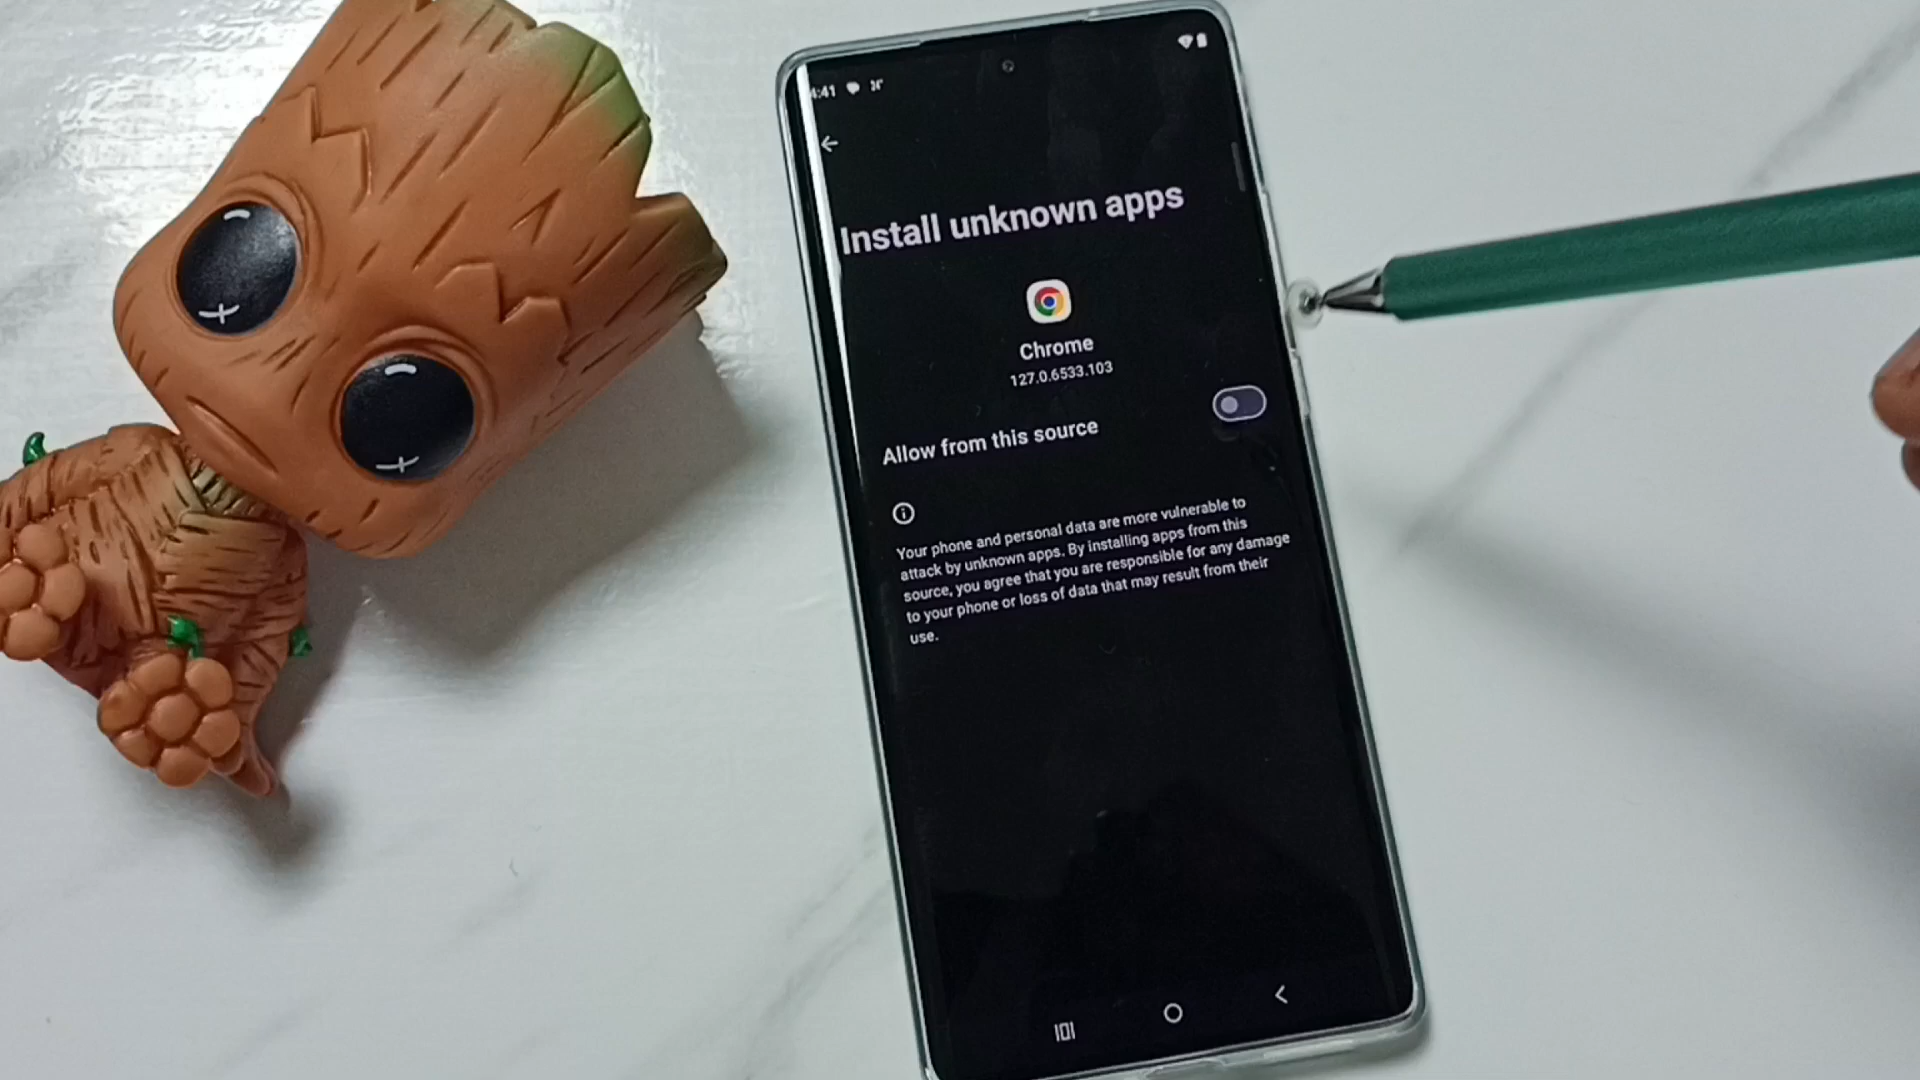 4:41
Install unknown apps
Chrome
127.0.6533.103
Allow from this source
Your phone and personal data are more vulnerable to
attack by unknown apps. By installing apps from this
source, you agree that you are responsible for any damage
to your phone or loss of data that may result from their
use.